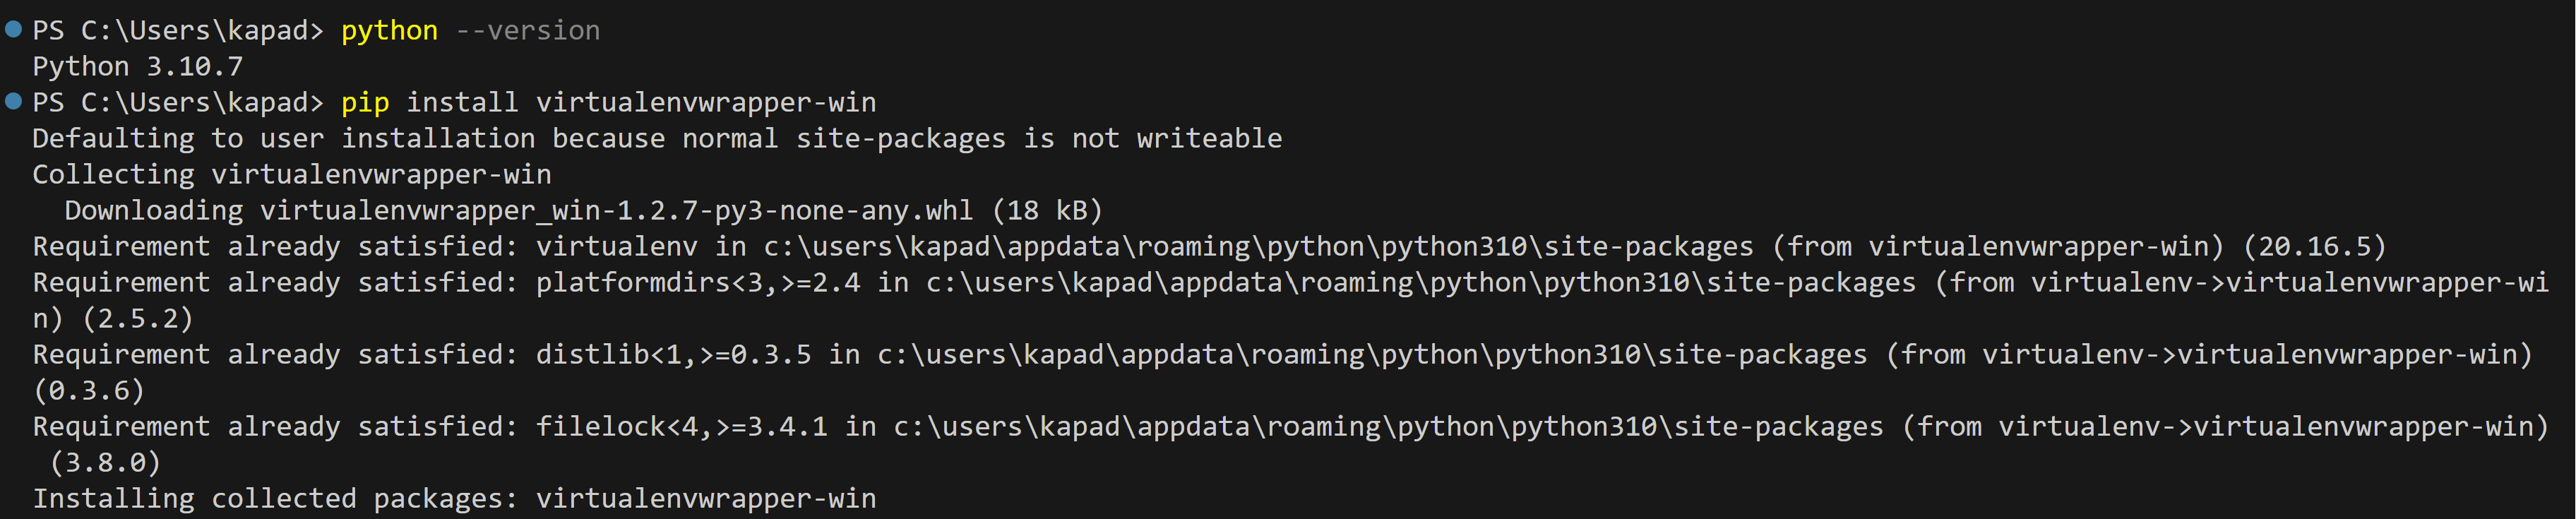 PS C:\Users\kapad> python --version
Python 3.10.7
PS C:\Users\kapad> pip install virtualenvwrapper-win
Defaulting to user installation because normal site-packages is not writeable
Collecting virtualenvwrapper-win
  Downloading virtualenvwrapper_win-1.2.7-py3-none-any.whl (18 kB)
Requirement already satisfied: virtualenv in c:\users\kapad\appdata\roaming\python\python310\site-packages (from virtualenvwrapper-win) (20.16.5)
Requirement already satisfied: platformdirs<3,>=2.4 in c:\users\kapad\appdata\roaming\python\python310\site-packages (from virtualenv->virtualenvwrapper-wi
n) (2.5.2)
Requirement already satisfied: distlib<1,>=0.3.5 in c:\users\kapad\appdata\roaming\python\python310\site-packages (from virtualenv->virtualenvwrapper-win)
(0.3.6)
Requirement already satisfied: filelock<4,>=3.4.1 in c:\users\kapad\appdata\roaming\python\python310\site-packages (from virtualenv->virtualenvwrapper-win)
 (3.8.0)
Installing collected packages: virtualenvwrapper-win